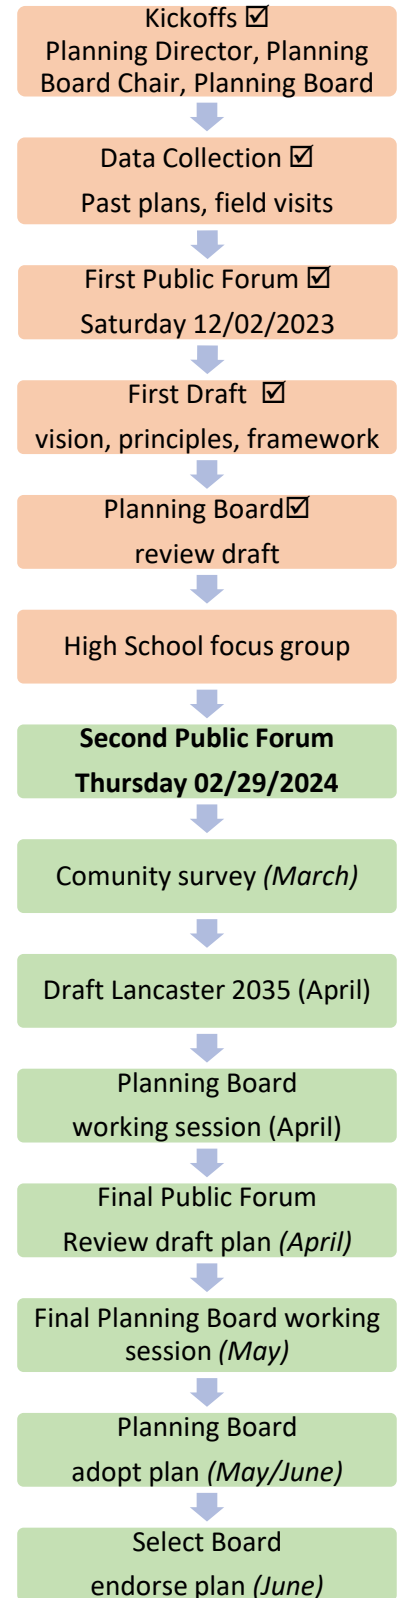 Kickoffs ☑
Planning Director, Planning
Board Chair, Planning Board
Data Collection ☑
Past plans, field visits
First Public Forum ☑
Saturday 12/02/2023
First Draft ☑
vision, principles, framework
Planning Board☑
review draft
High School focus group
Second Public Forum
Thursday 02/29/2024
Comunity survey (March)
Draft Lancaster 2035 (April)
Planning Board
working session (April)
Final Public Forum
Review draft plan (April)
Final Planning Board working
session (May)
Planning Board
adopt plan (May/June)
Select Board
endorse plan (June)